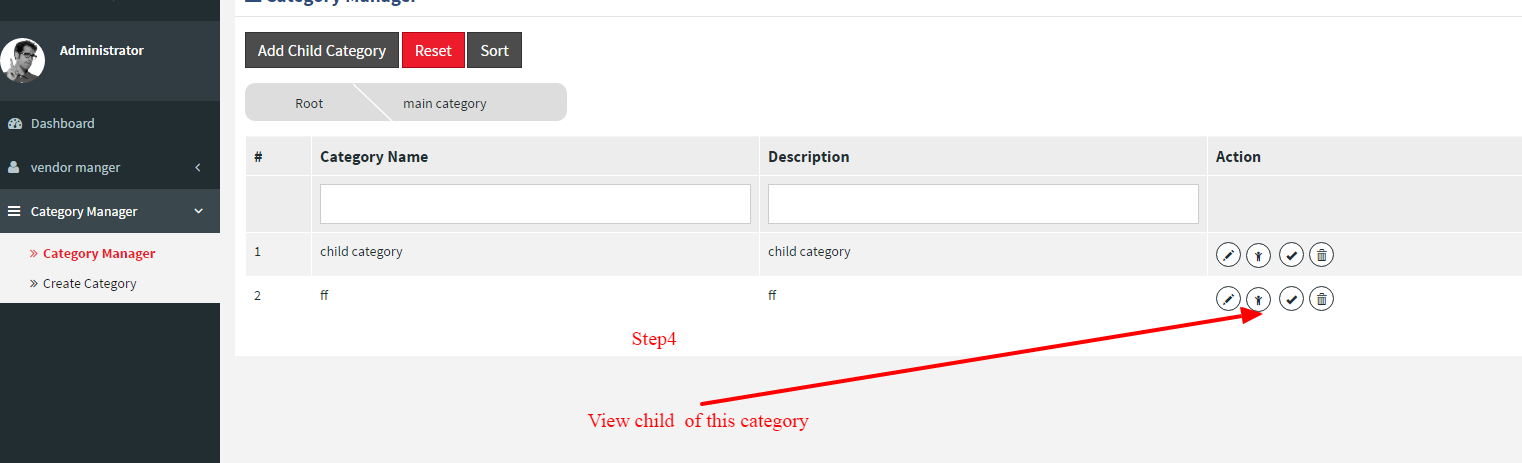 Category Manager
Administrator
Add Child Category Reset Sort
Root main category
Dashboard
# Category Name Description Action
vendor manger
Category Manager
Category Manager
1 child category child category
Create Category
2 ff ff
Step4
View child of this category